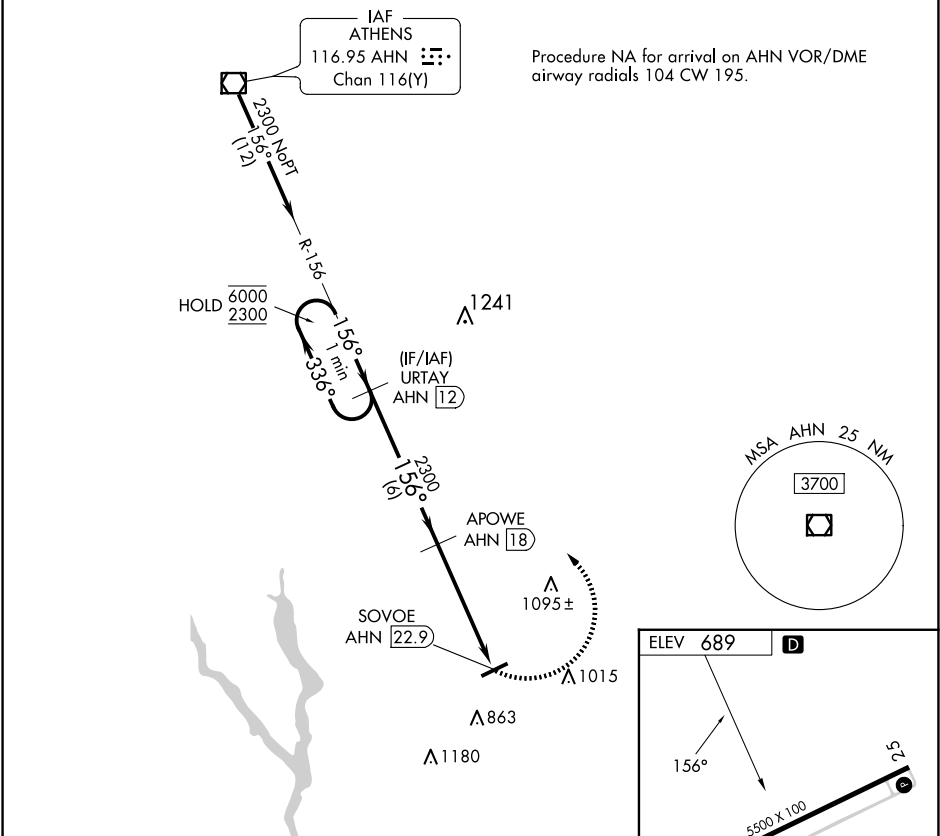 IAF
ATHENS
116.95 AHN
Chan 116(Y)
Procedure NA for arrival on AHN VOR/DME
airway radials 104 CW 195.
2300 NoPT
156°
(12)
R-156
HOLD 6000
2300
1241
156°
1 min
336°
(IF/IAF)
URTAY
AHN 12
2300
156°
(6)
MSA AHN 25 NM
3700
APOWE
AHN 18
1095±
SOVOE
AHN 22.9
1015
863
1180
ELEV 689 D
156°
25
P
5500 X 100